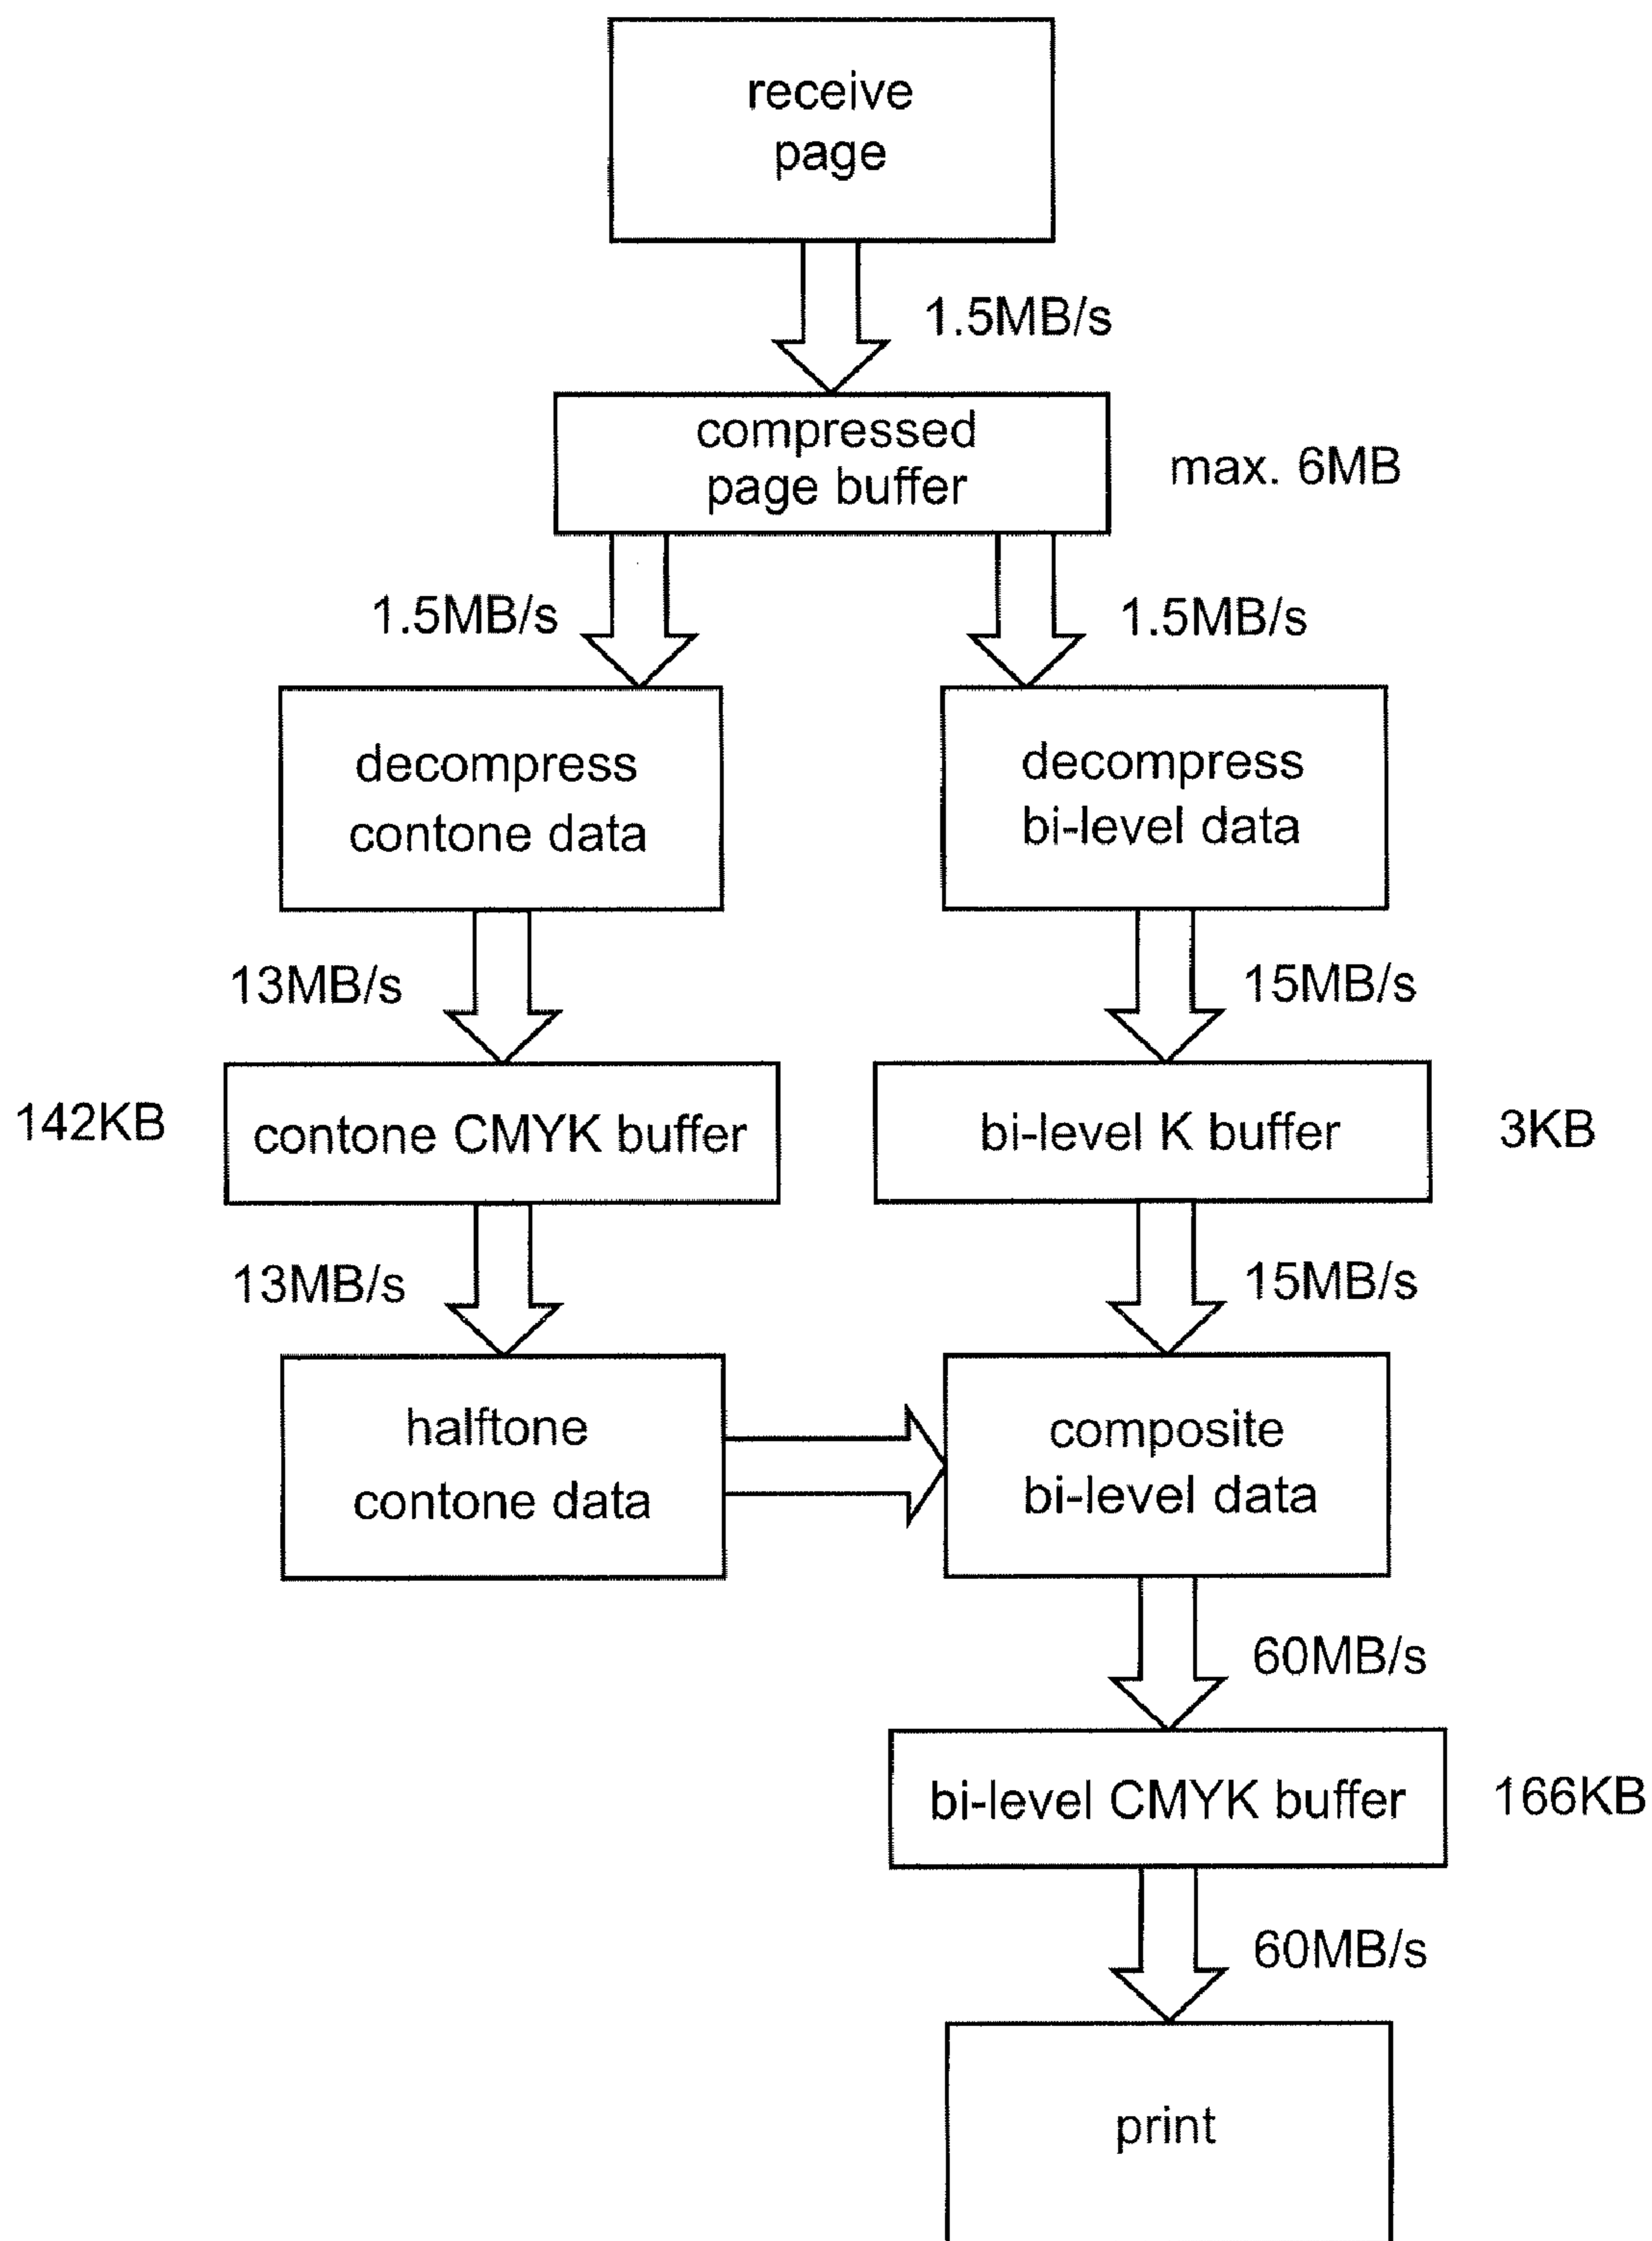 receive
page
1.5MB/s
compressed
page buffer
max. 6MB
1.5MB/s
1.5MB/s
decompress
contone data
decompress
bi-level data
13MB/s
15MB/s
142KB
contone CMYK buffer
bi-level K buffer
3KB
13MB/s
15MB/s
halftone
contone data
composite
bi-level data
60MB/s
bi-level CMYK buffer
166KB
60MB/s
print